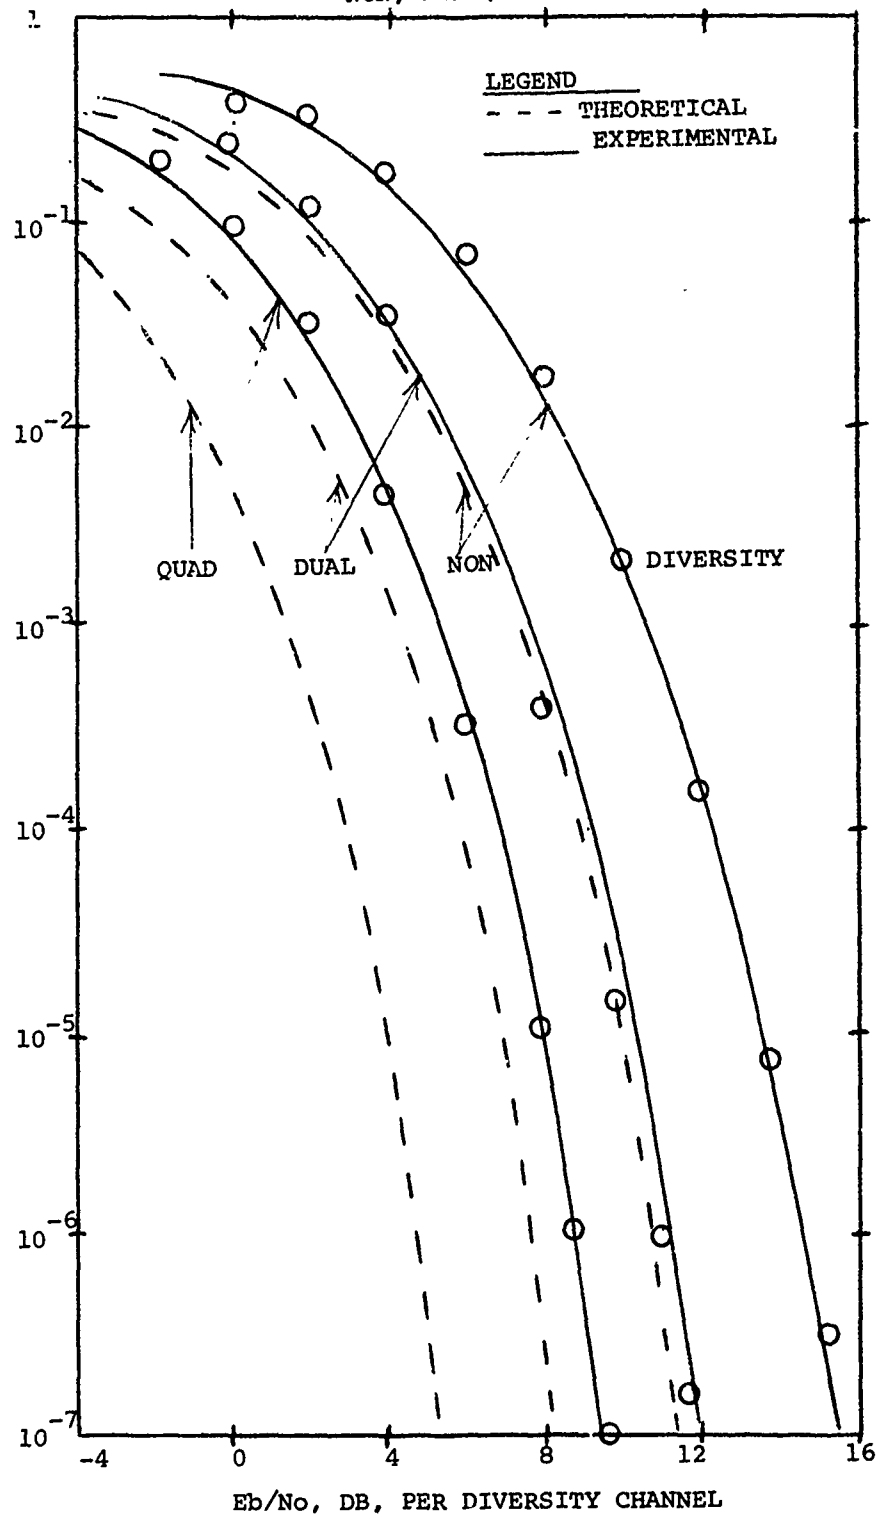 1
LEGEND
- - - THEORETICAL
EXPERIMENTAL
10-1
10-2
QUAD
DUAL
NON
DIVERSITY
10-3
10-4
10-5
10-6
10-7
-4 0 4 8 12 16
Eb/No, DB, PER DIVERSITY CHANNEL